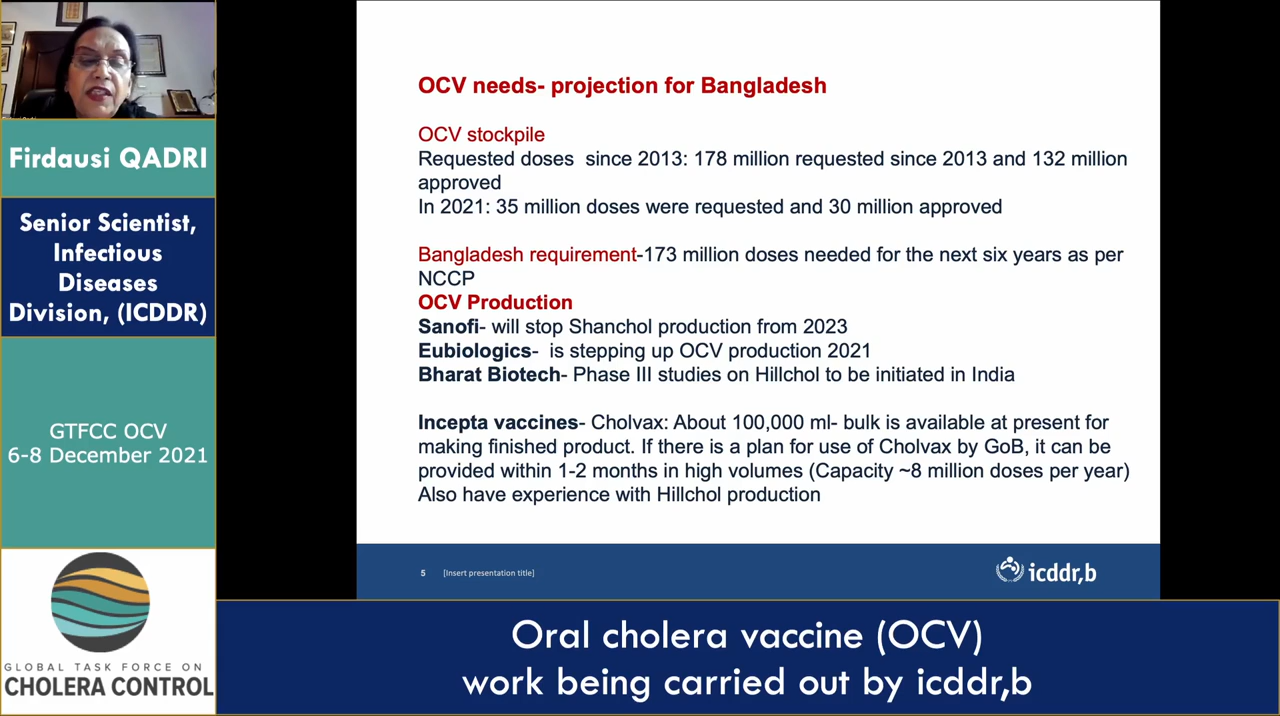 Firdausi QADRI
Senior Scientist,
Infectious
Diseases
Division, (ICDDR)
GTFCC OCV
6-8 December 2021
GLOBAL TASK FORCE ON
CHOLERA CONTROL
OCV needs- projection for Bangladesh
OCV stockpile
Requested doses since 2013: 178 million requested since 2013 and 132 million
approved
In 2021: 35 million doses were requested and 30 million approved
Bangladesh requirement-173 million doses needed for the next six years as per
NCCP
OCV Production
Sanofi- will stop Shanchol production from 2023
Eubiologics- is stepping up OCV production 2021
Bharat Biotech- Phase III studies on Hillchol to be initiated in India
Incepta vaccines- Cholvax: About 100,000 ml- bulk is available at present for
making finished product. If there is a plan for use of Cholvax by GoB, it can be
provided within 1-2 months in high volumes (Capacity ~8 million doses per year)
Also have experience with Hillchol production
5 [Insert presentation title]
icddr,b
Oral cholera vaccine (OCV)
work being carried out by icddr,b